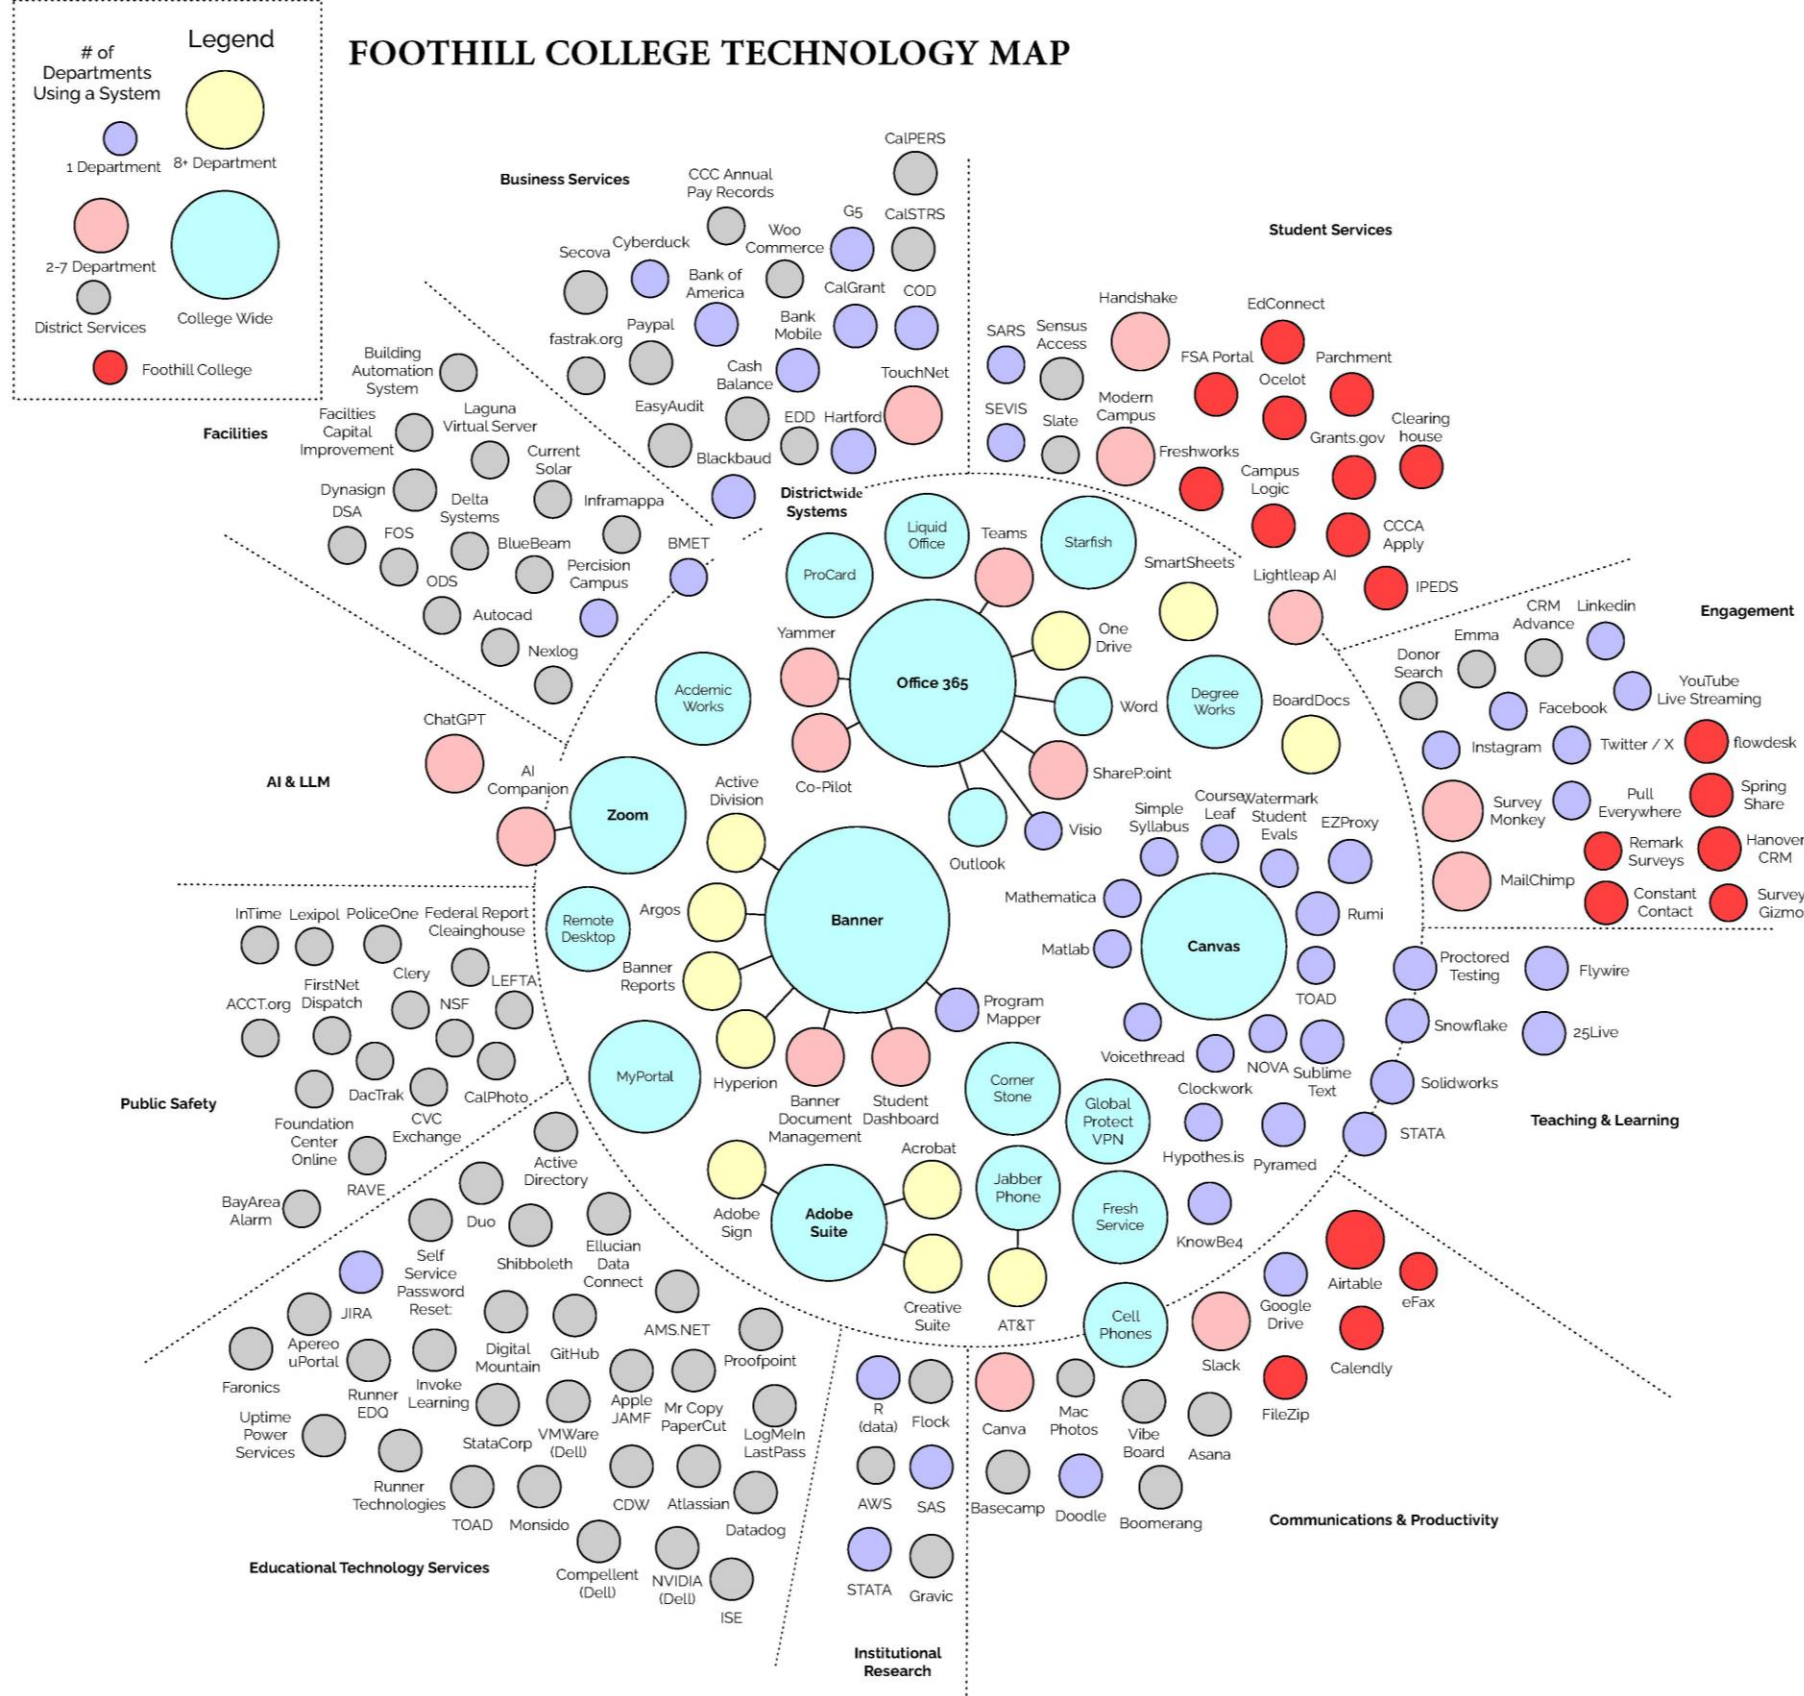 FOOTHILL COLLEGE TECHNOLOGY MAP
Legend
# of
Departments
Using a System
1 Department
8+ Department
2-7 Department
District Services
College Wide
Foothill College
Business Services
CalPERS
CCC Annual
Pay Records
G5
CalSTRS
Woo
Commerce
Secova
Cyberduck
Bank of
America
CalGrant
COD
fastrak.org
Paypal
Bank
Mobile
Cash
Balance
TouchNet
EasyAudit
EDD
Hartford
Blackbaud
Student Services
Handshake
EdConnect
SARS
Sensus
Access
FSA Portal
Parchment
Ocelot
SEVIS
Slate
Modern
Campus
Clearing
house
Grants.gov
Freshworks
Campus
Logic
CCCA
Apply
Lightleap AI
IPEDS
Facilities
Building
Automation
System
Facilties
Capital
Improvement
Laguna
Virtual Server
Current
Solar
Dynasign
Delta
Systems
Inframappa
DSA
FOS
BlueBeam
Percision
Campus
BMET
ODS
Autocad
Nexlog
Districtwide
Systems
ProCard
Liquid
Office
Teams
Starfish
SmartSheets
Yammer
Office 365
One
Drive
Word
Degree
Works
BoardDocs
Acdemic
Works
Co-Pilot
ShareP:oint
Visio
Outlook
Engagement
Linkedin
CRM
Advance
Emma
Donor
Search
YouTube
Live Streaming
Facebook
Instagram
Twitter / X
flowdesk
Survey
Monkey
Pull
Everywhere
Spring
Share
Remark
Surveys
Hanover
CRM
MailChimp
Constant
Contact
Survey
Gizmo
AI & LLM
ChatGPT
AI
Companion
Zoom
Active
Division
Argos
Banner
Banner
Reports
Hyperion
Banner
Document
Management
Student
Dashboard
Program
Mapper
Remote
Desktop
MyPortal
Simple
Syllabus
Course
Leaf
Watermark
Student
Evals
EZProxy
Mathematica
Rumi
Canvas
Matlab
TOAD
Voicethread
Clockwork
NOVA
Sublime
Text
Hypothes.is
Pyramed
KnowBe4
Teaching & Learning
Proctored
Testing
Flywire
Snowflake
25Live
Solidworks
STATA
Public Safety
InTime
Lexipol
PoliceOne
Federal Report
Cleainghouse
Clery
LEFTA
ACCT.org
FirstNet
Dispatch
NSF
DacTrak
CalPhoto
Foundation
Center
Online
CVC
Exchange
RAVE
BayArea
Alarm
Corner
Stone
Global
Protect
VPN
Jabber
Phone
Fresh
Service
Adobe
Sign
Adobe
Suite
Acrobat
Creative
Suite
AT&T
Cell
Phones
Educational Technology Services
Active
Directory
Duo
Self
Service
Password
Reset:
Shibboleth
Ellucian
Data
Connect
JIRA
Apereo
uPortal
Faronics
Runner
EDQ
Invoke
Learning
Digital
Mountain
GitHub
AMS.NET
Proofpoint
Uptime
Power
Services
Runner
Technologies
StataCorp
VMWare
(Dell)
Apple
JAMF
Mr Copy
PaperCut
LogMeIn
LastPass
TOAD
Monsido
CDW
Atlassian
Datadog
Compellent
(Dell)
NVIDIA
(Dell)
ISE
Institutional
Research
R
(data)
Flock
AWS
SAS
STATA
Gravic
Communications & Productivity
Google
Drive
Airtable
eFax
Slack
Calendly
FileZip
Canva
Mac
Photos
Vibe
Board
Asana
Basecamp
Doodle
Boomerang